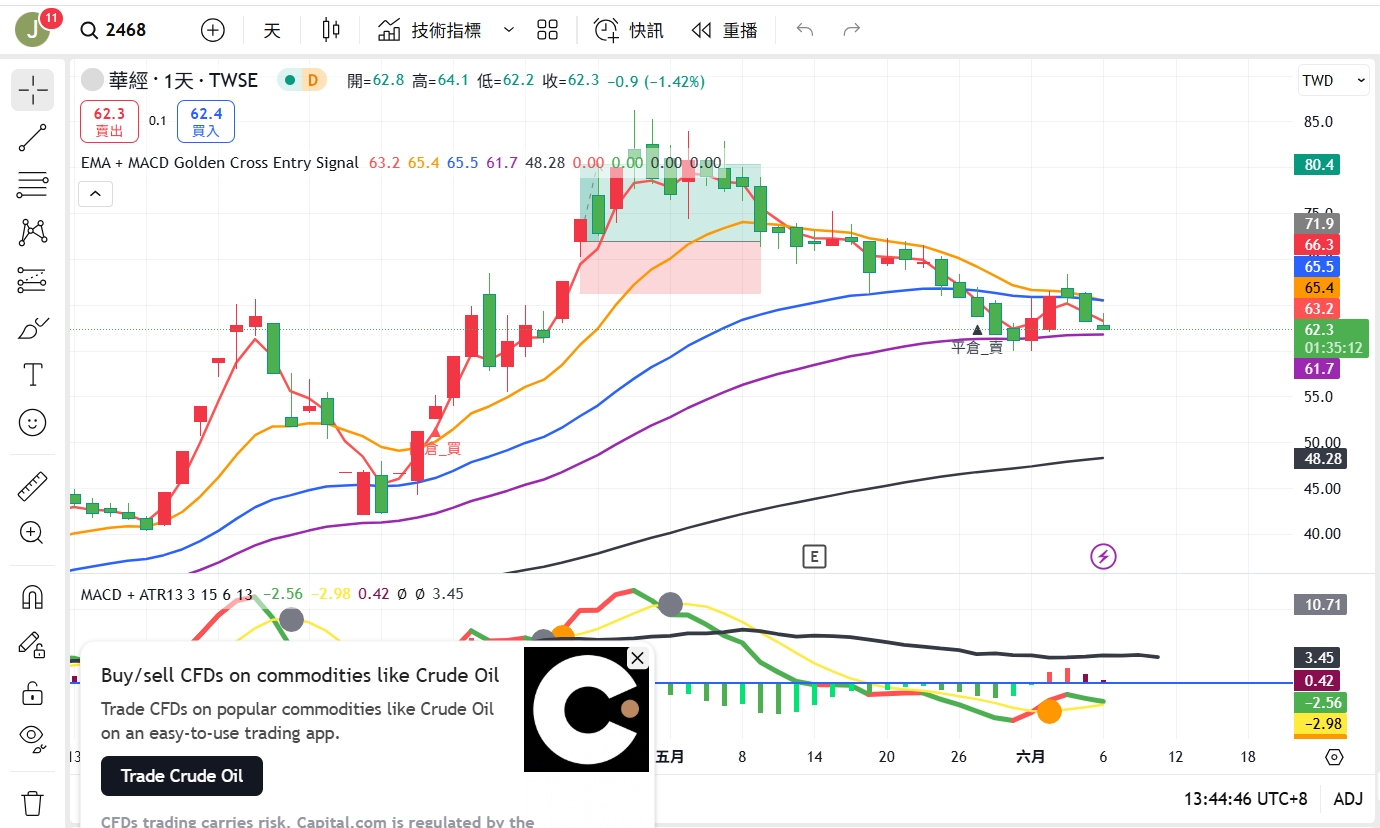 J 11 2468 天 技術指標 快訊 重播
華經 · 1天 · TWSE D 開=62.8 高=64.1 低=62.2 收=62.3 −0.9 (−1.42%) TWD
62.3 賣出 0.1 62.4 買入
EMA + MACD Golden Cross Entry Signal 63.2 65.4 65.5 61.7 48.28 0.00 0.00 0.00 0.00
85.0
80.4
75.0
71.9
66.3
65.5
65.4
63.2
62.3
01:35:12
61.7
平倉_賣
55.0
50.00
倉_買
48.28
45.00
40.00
E
MACD + ATR13 3 15 6 13 −2.56 −2.98 0.42 Ø Ø 3.45
10.71
3.45
0.42
−2.56
−2.98
Buy/sell CFDs on commodities like Crude Oil
Trade CFDs on popular commodities like Crude Oil
on an easy-to-use trading app.
Trade Crude Oil
CFDs trading carries risk. Capital.com is regulated by the
13 五月 8 14 20 26 六月 6 12 18
13:44:46 UTC+8 ADJ